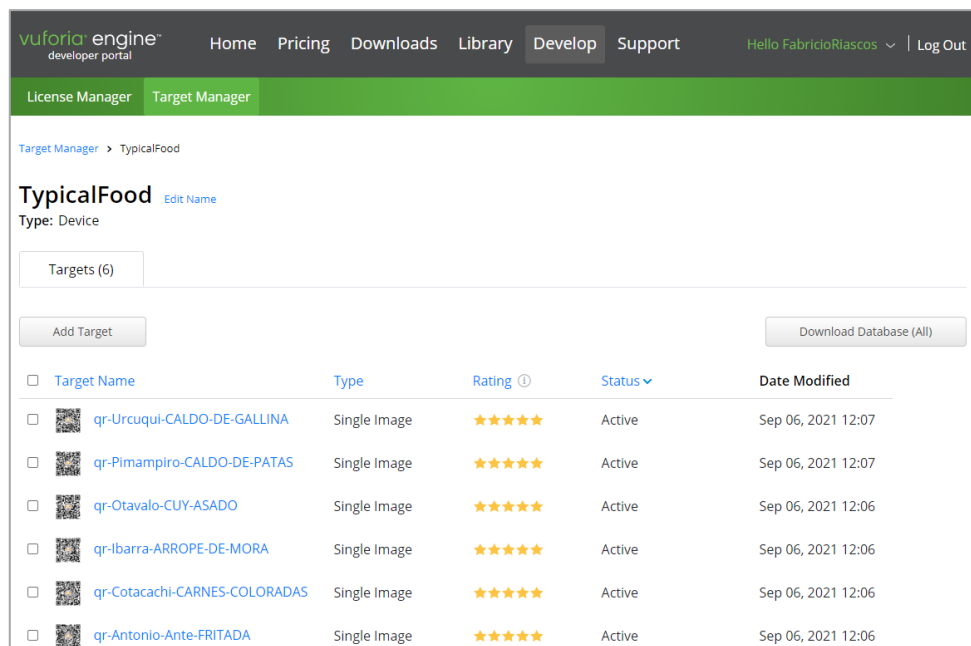 vuforia® engine™ Home Pricing Downloads Library Develop Support Hello FabricioRiascos | Log Out
developer portal
License Manager Target Manager
Target Manager > TypicalFood
TypicalFood Edit Name
Type: Device
Targets (6)
Add Target Download Database (All)
Target Name Type Rating Status Date Modified
qr-Urcuqui-CALDO-DE-GALLINA Single Image Active Sep 06, 2021 12:07
qr-Pimampiro-CALDO-DE-PATAS Single Image Active Sep 06, 2021 12:07
qr-Otavalo-CUY-ASADO Single Image Active Sep 06, 2021 12:06
qr-Ibarra-ARROPE-DE-MORA Single Image Active Sep 06, 2021 12:06
qr-Cotacachi-CARNES-COLORADAS Single Image Active Sep 06, 2021 12:06
qr-Antonio-Ante-FRITADA Single Image Active Sep 06, 2021 12:06